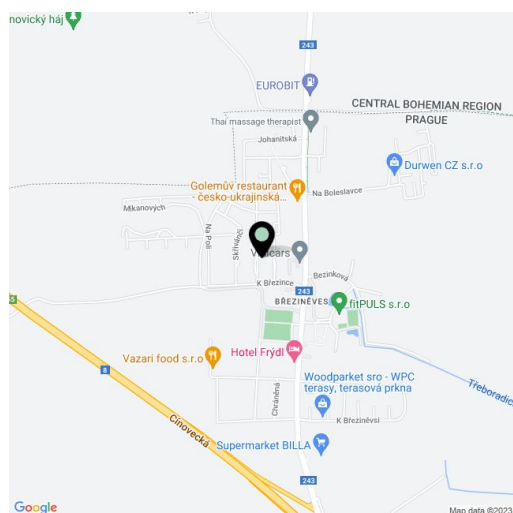 novický háj
243
EUROBIT
CENTRAL BOHEMIAN REGION
PRAGUE
Thai massage therapist
Johanitská
Durwen CZ s.r.o
Golemův restaurant
- česko-ukrajinská...
Na Boleslavce
Mikanových
Na Poli
Skřivánčí
K Březince
Bezinková
243
BŘEZINĚVES
fitPULS s.r.o
Hotel Frýdl
Vazari food s.r.o
8
Chráněná
Woodparket sro - WPC
terasy, terasová prkna
Třeboradic
Cínovecká
K Březiněvsi
Supermarket BILLA
243
Google
Map data ©2023